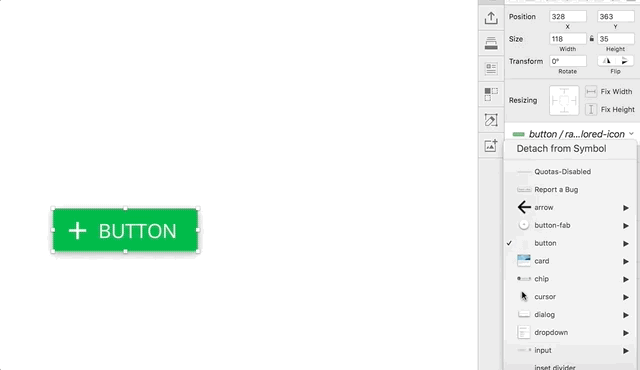 Position 328 363
X Y
Size 118 35
Width Height
Transform 0°
Rotate Flip
Resizing Fix Width
Fix Height
button / ra...lored-icon
Detach from Symbol
Quotas-Disabled
Report a Bug
arrow
button-fab
button
card
chip
cursor
dialog
dropdown
input
inset divider
+ BUTTON